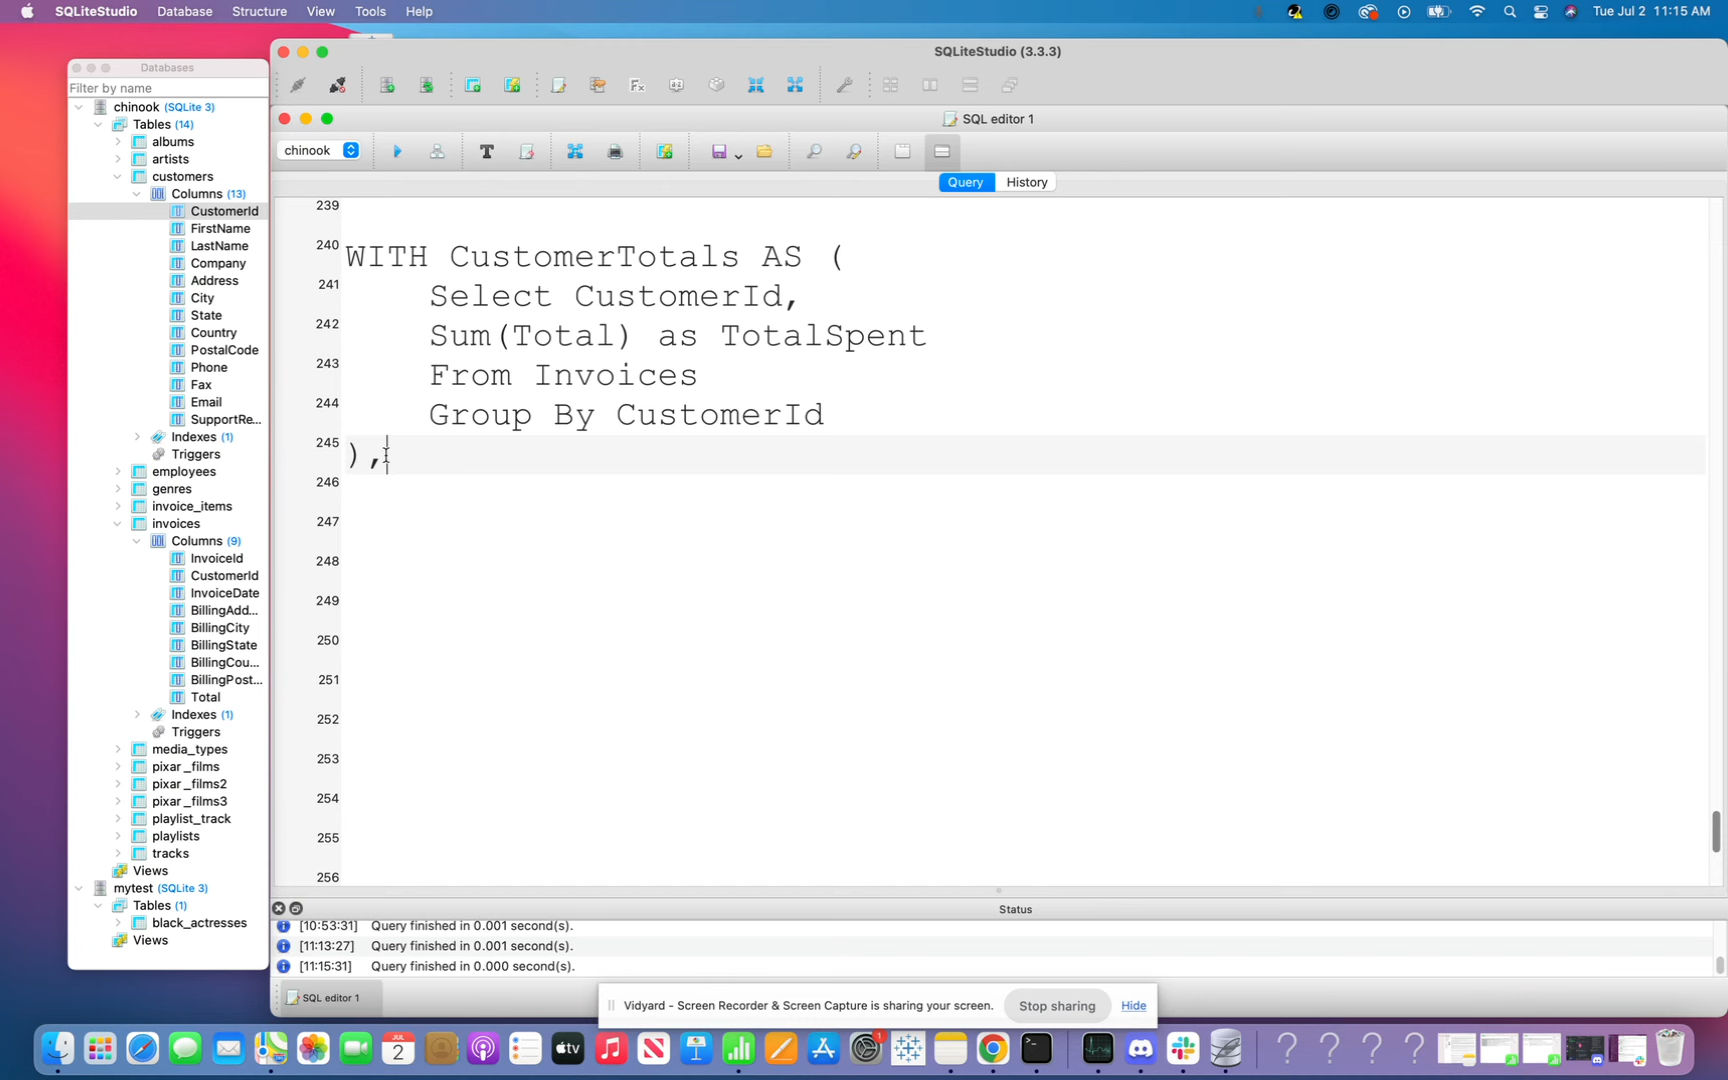 SQLiteStudio Database Structure View Tools Help Tue Jul 2 11:15 AM
SQLiteStudio (3.3.3)
Databases
Filter by name
chinook (SQLite 3)
Tables (14)
albums
artists
customers
Columns (13)
CustomerId
FirstName
LastName
Company
Address
City
State
Country
PostalCode
Phone
Fax
Email
SupportRe...
Indexes (1)
Triggers
employees
genres
invoice_items
invoices
Columns (9)
InvoiceId
CustomerId
InvoiceDate
BillingAdd...
BillingCity
BillingState
BillingCou...
BillingPost...
Total
Indexes (1)
Triggers
media_types
pixar_films
pixar_films2
pixar_films3
playlist_track
playlists
tracks
Views
mytest (SQLite 3)
Tables (1)
black_actresses
Views
SQL editor 1
chinook
Query History
239
240 WITH CustomerTotals AS (
241 Select CustomerId,
242 Sum(Total) as TotalSpent
243 From Invoices
244 Group By CustomerId
245 ),
246
247
248
249
250
251
252
253
254
255
256
Status
[10:53:31] Query finished in 0.001 second(s).
[11:13:27] Query finished in 0.001 second(s).
[11:15:31] Query finished in 0.000 second(s).
SQL editor 1
Vidyard - Screen Recorder & Screen Capture is sharing your screen. Stop sharing Hide
JUL
2
tv
1